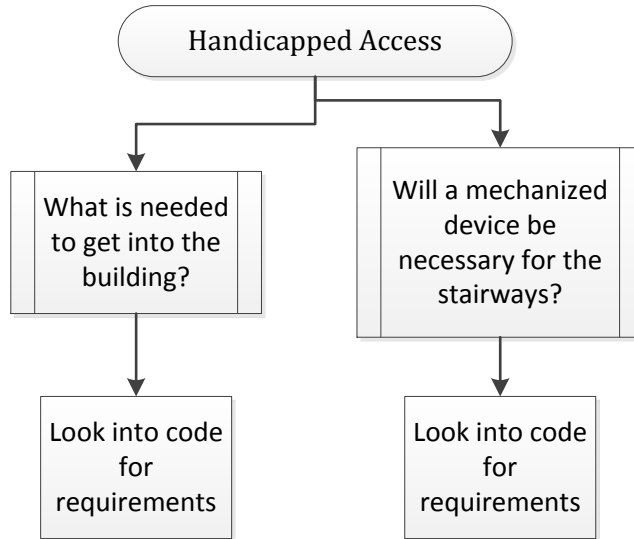 Handicapped Access
What is needed
to get into the
building?
Will a mechanized
device be
necessary for the
stairways?
Look into code
for
requirements
Look into code
for
requirements